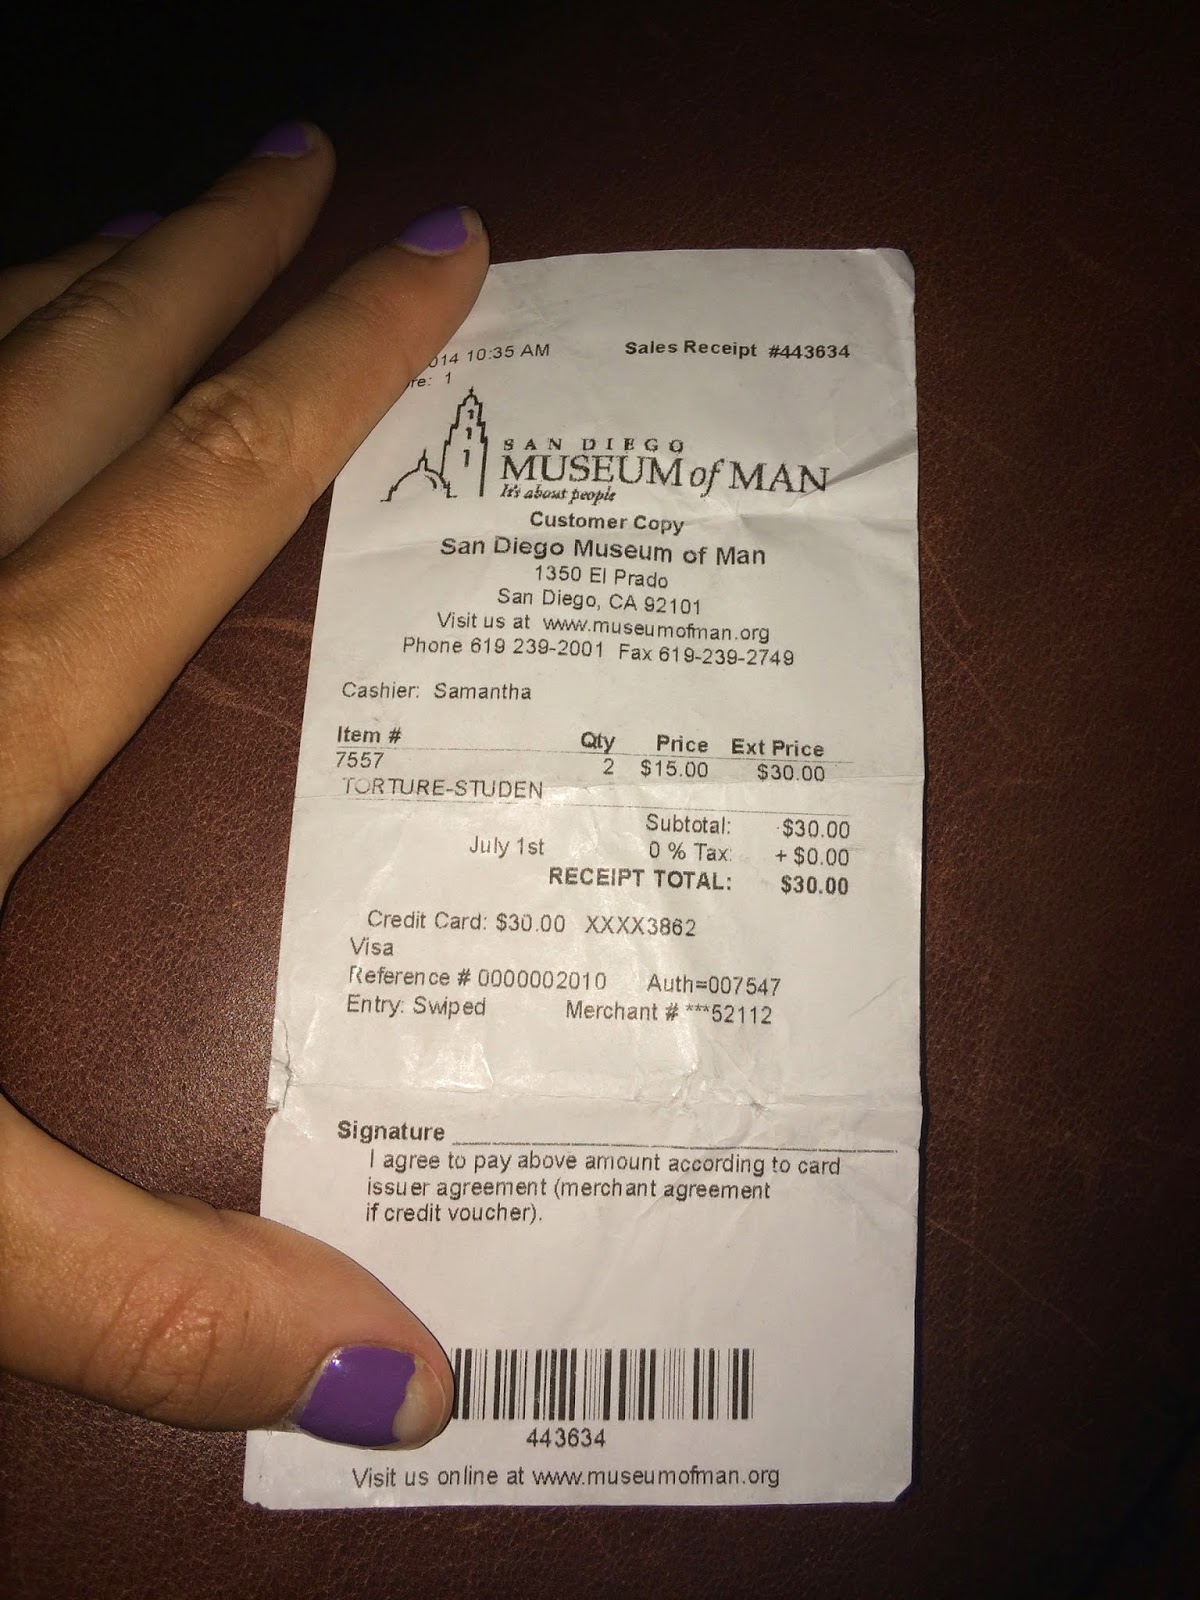 014 10:35 AM Sales Receipt #443634
re: 1
SAN DIEGO
MUSEUM of MAN
It's about people
Customer Copy
San Diego Museum of Man
1350 El Prado
San Diego, CA 92101
Visit us at www.museumofman.org
Phone 619 239-2001 Fax 619-239-2749
Cashier: Samantha
Item # Qty Price Ext Price
7557 2 $15.00 $30.00
TORTURE-STUDEN
Subtotal: $30.00
July 1st 0 % Tax: + $0.00
RECEIPT TOTAL: $30.00
Credit Card: $30.00 XXXX3862
Visa
Reference # 0000002010 Auth=007547
Entry: Swiped Merchant # ***52112
Signature
I agree to pay above amount according to card
issuer agreement (merchant agreement
if credit voucher).
443634
Visit us online at www.museumofman.org